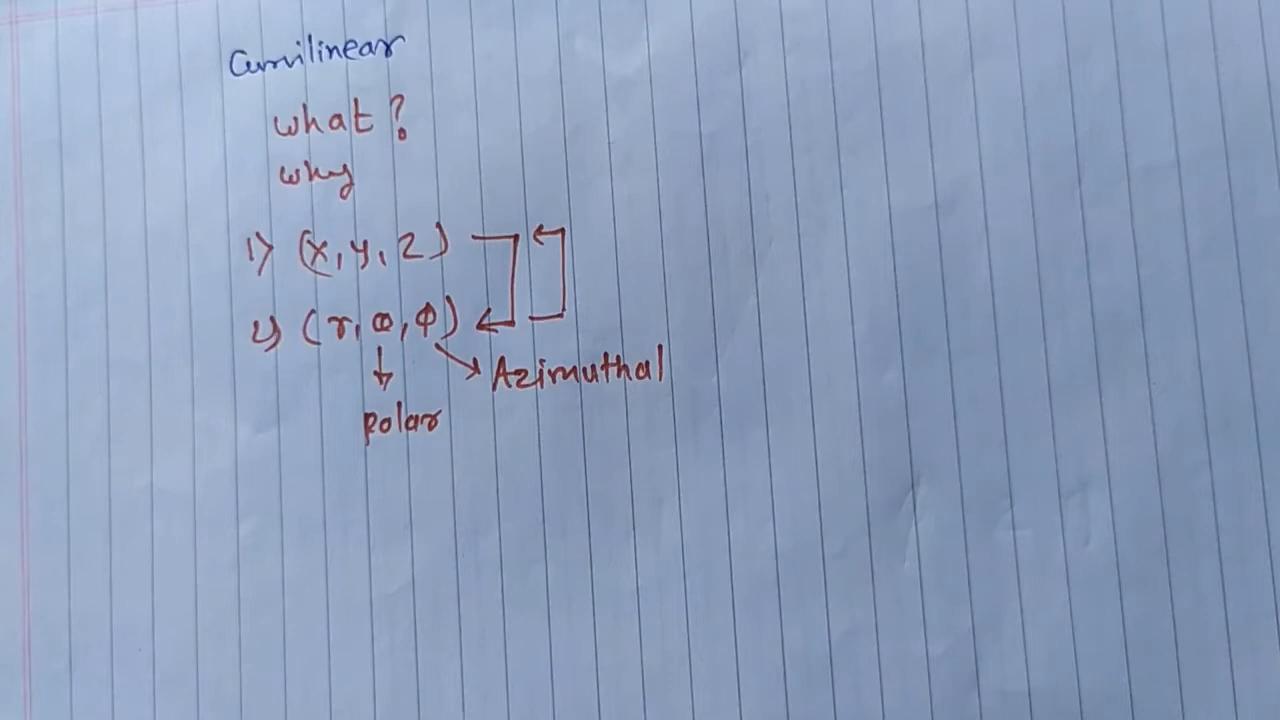 Curvilinear
what?
why
1) (x, y, z)
2) (r, θ, ϕ)
Azimuthal
polar